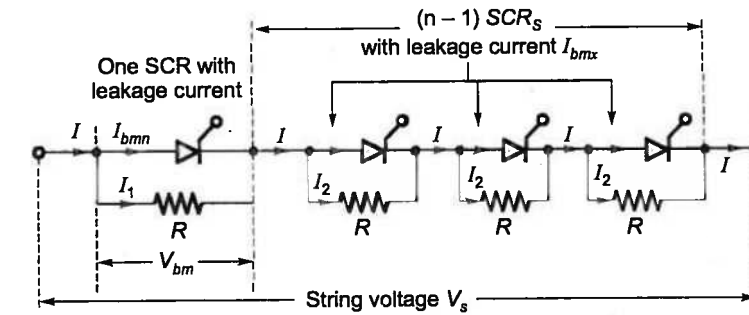 (n – 1) SCRs
with leakage current Ibmx
One SCR with
leakage current
I Ibmn I I I I
I1 I2 I2 I2
R R R R
Vbm
String voltage Vs